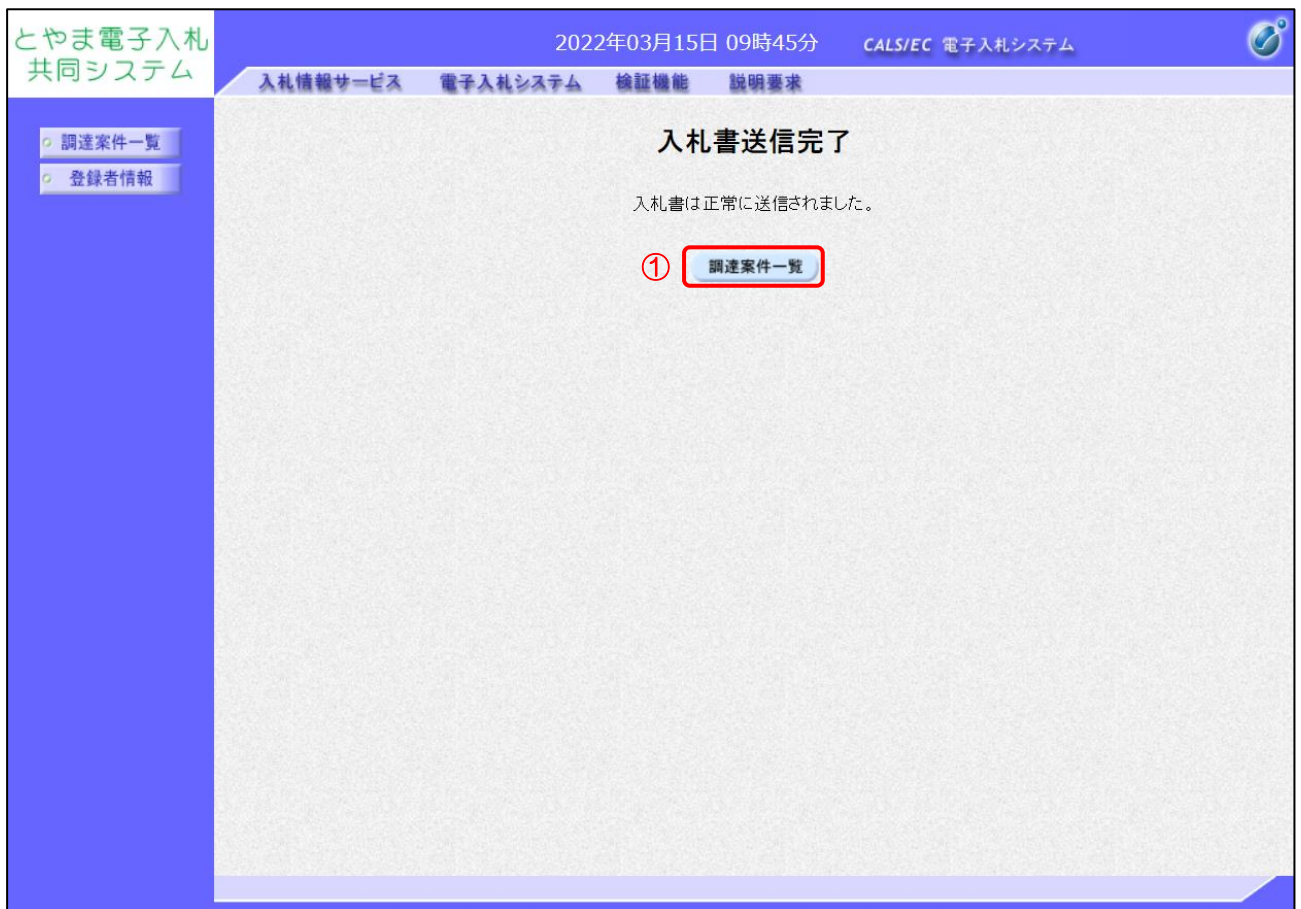 とやま電子入札
共同システム
2022年03月15日 09時45分
CALS/EC 電子入札システム
入札情報サービス 電子入札システム 検証機能 説明要求
調達案件一覧
登録者情報
入札書送信完了
入札書は正常に送信されました。
① 調達案件一覧